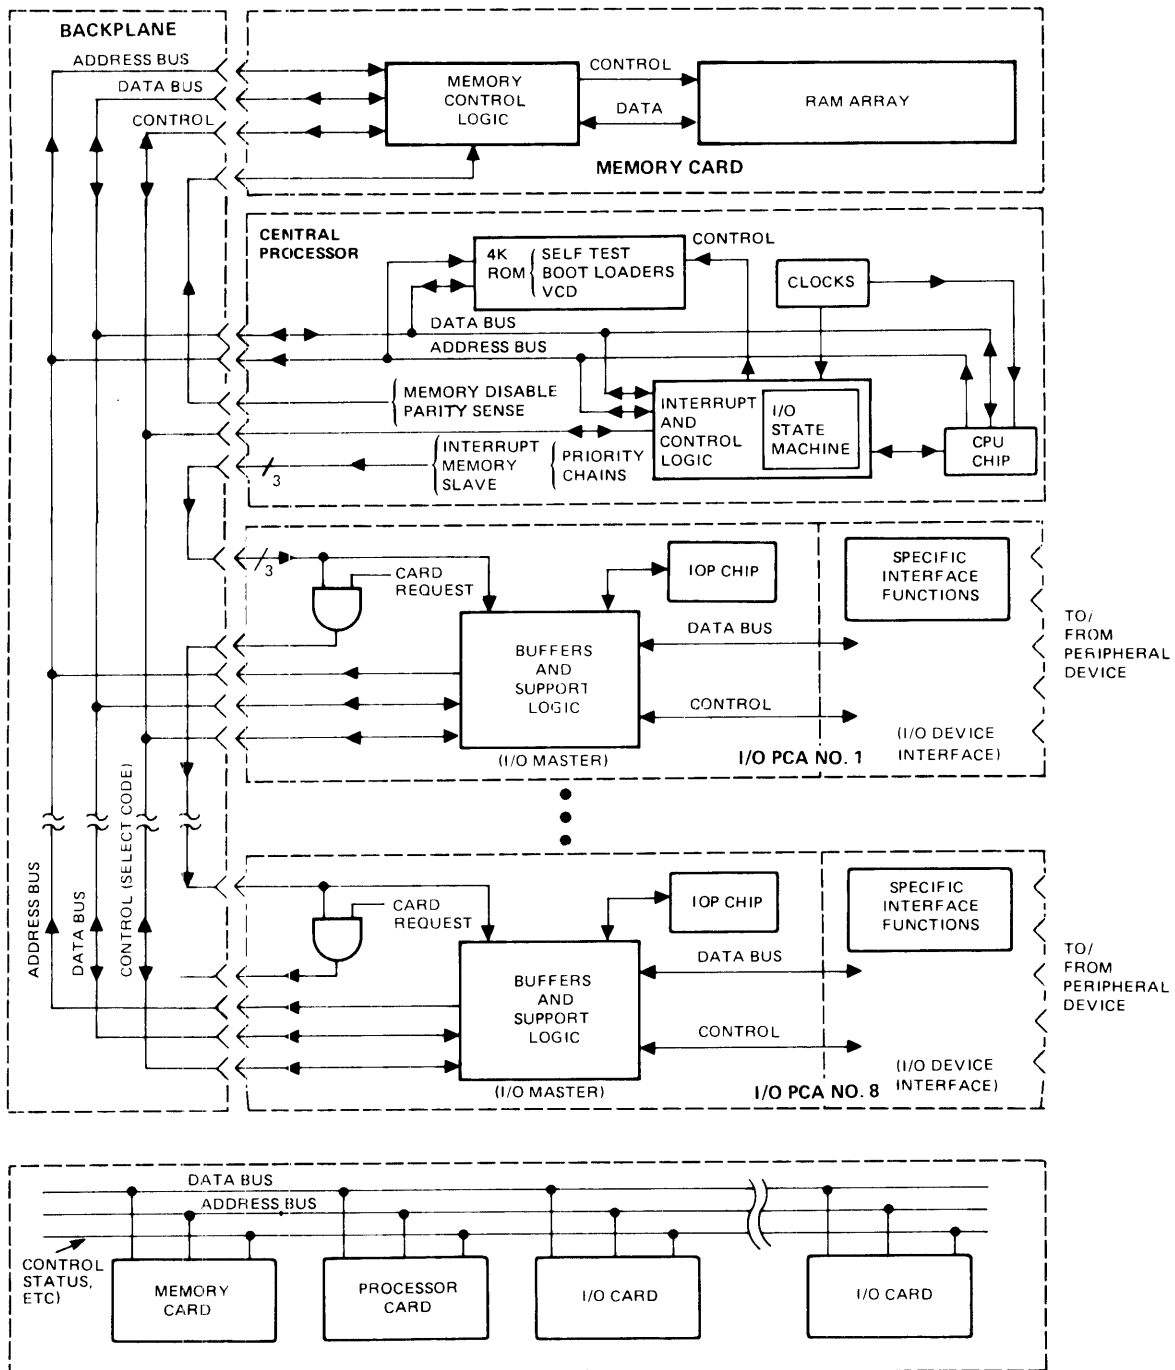 BACKPLANE
ADDRESS BUS
DATA BUS
CONTROL
MEMORY
CONTROL
LOGIC
CONTROL
DATA
RAM ARRAY
MEMORY CARD
CENTRAL
PROCESSOR
4K
ROM
SELF TEST
BOOT LOADERS
VCD
CONTROL
CLOCKS
DATA BUS
ADDRESS BUS
MEMORY DISABLE
PARITY SENSE
INTERRUPT
MEMORY
SLAVE
PRIORITY
CHAINS
INTERRUPT
AND
CONTROL
LOGIC
I/O
STATE
MACHINE
CPU
CHIP
3
3
CARD
REQUEST
IOP CHIP
SPECIFIC
INTERFACE
FUNCTIONS
BUFFERS
AND
SUPPORT
LOGIC
DATA BUS
CONTROL
(I/O MASTER)
I/O PCA NO. 1
(I/O DEVICE
INTERFACE)
TO/
FROM
PERIPHERAL
DEVICE
ADDRESS BUS
DATA BUS
CONTROL (SELECT CODE)
CARD
REQUEST
IOP CHIP
SPECIFIC
INTERFACE
FUNCTIONS
BUFFERS
AND
SUPPORT
LOGIC
DATA BUS
CONTROL
(I/O MASTER)
I/O PCA NO. 8
(I/O DEVICE
INTERFACE)
TO/
FROM
PERIPHERAL
DEVICE
DATA BUS
ADDRESS BUS
CONTROL
STATUS,
ETC)
MEMORY
CARD
PROCESSOR
CARD
I/O CARD
I/O CARD